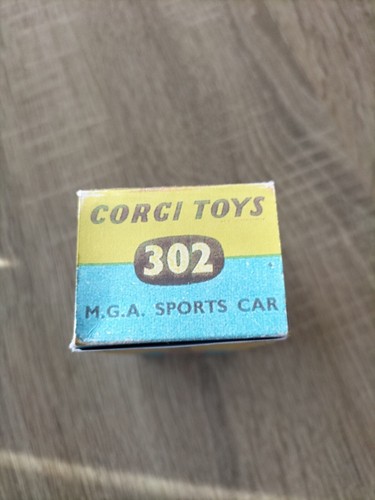 CORGI TOYS
302
M.G.A. SPORTS CAR